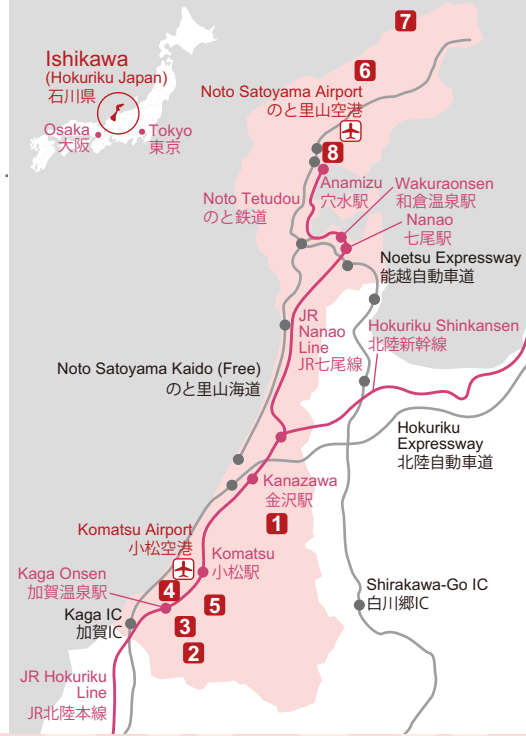 7
Ishikawa
(Hokuriku Japan)
石川県
6
Noto Satoyama Airport
のと里山空港
Osaka
大阪
Tokyo
東京
8
Anamizu
穴水駅
Noto Tetudou
のと鉄道
Wakuraonsen
和倉温泉駅
Nanao
七尾駅
Noetsu Expressway
能越自動車道
JR
Nanao
Line
JR七尾線
Hokuriku Shinkansen
北陸新幹線
Noto Satoyama Kaido (Free)
のと里山海道
Hokuriku
Expressway
北陸自動車道
Kanazawa
金沢駅
1
Komatsu Airport
小松空港
Komatsu
小松駅
Kaga Onsen
加賀温泉駅
4
5
Shirakawa-Go IC
白川郷IC
Kaga IC
加賀IC
3
2
JR Hokuriku
Line
JR北陸本線